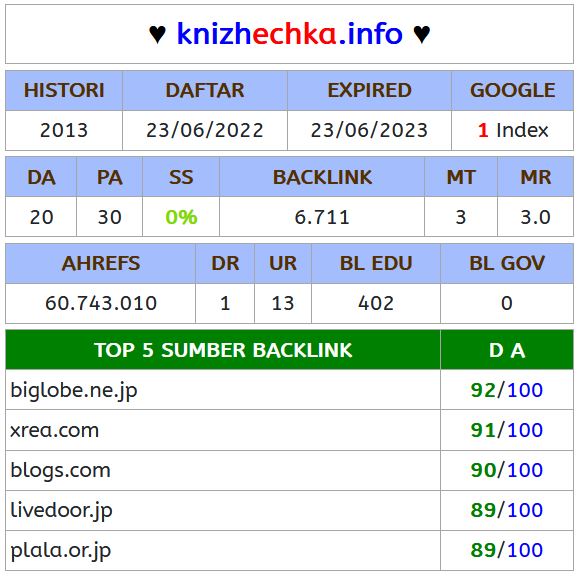 ♥ knizhechka.info ♥
HISTORI DAFTAR EXPIRED GOOGLE
2013 23/06/2022 23/06/2023 1 Index
DA PA SS BACKLINK MT MR
20 30 0% 6.711 3 3.0
AHREFS DR UR BL EDU BL GOV
60.743.010 1 13 402 0
TOP 5 SUMBER BACKLINK D A
biglobe.ne.jp 92/100
xrea.com 91/100
blogs.com 90/100
livedoor.jp 89/100
plala.or.jp 89/100